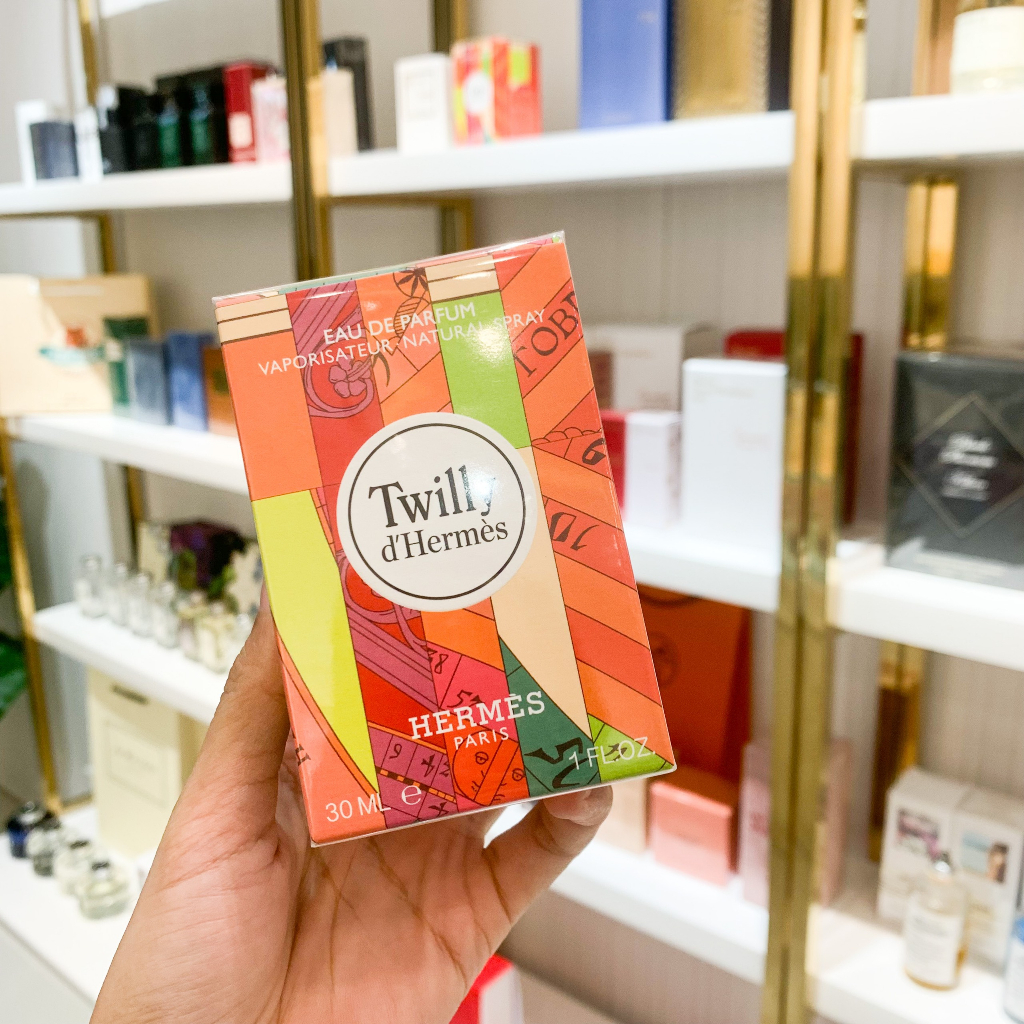 EAU DE PARFUM
VAPORISATEUR · NATURAL SPRAY
Twilly
d'Hermès
HERMÈS
PARIS
30 ML ℮
1 FL.OZ.